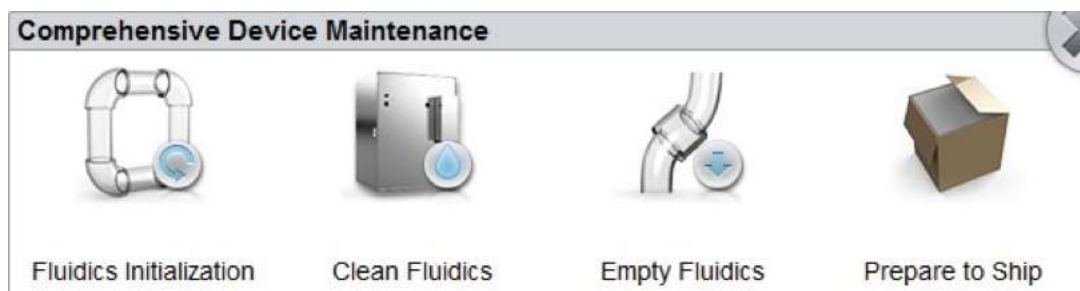 Comprehensive Device Maintenance
Fluidics Initialization Clean Fluidics Empty Fluidics Prepare to Ship